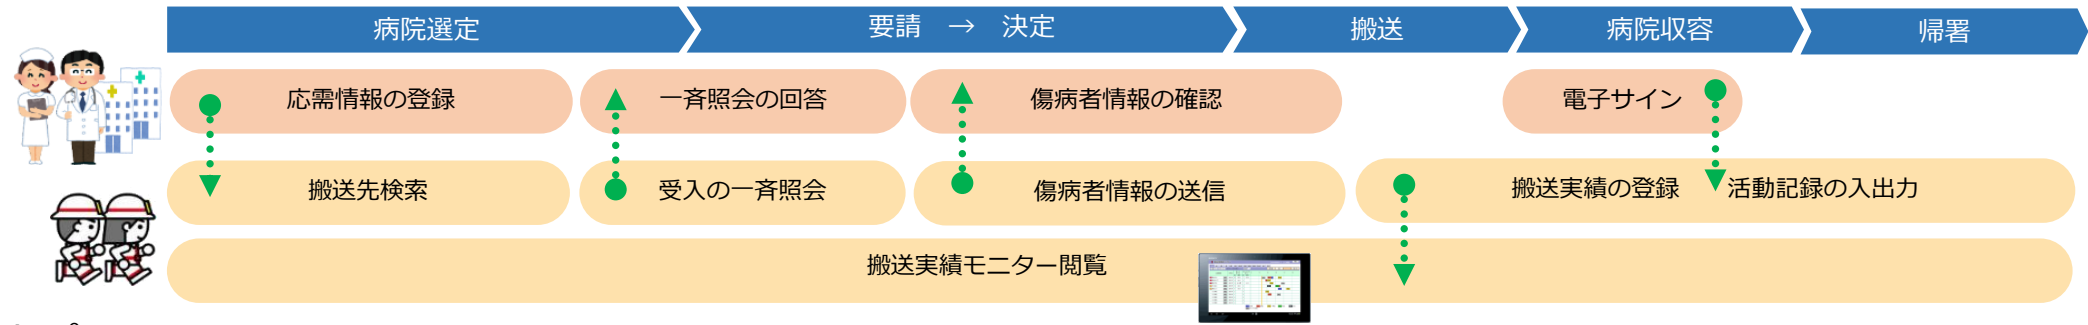 病院選定
要請 → 決定
搬送
病院収容
帰署
応需情報の登録
一斉照会の回答
傷病者情報の確認
電子サイン
搬送先検索
受入の一斉照会
傷病者情報の送信
搬送実績の登録
活動記録の入出力
搬送実績モニター閲覧